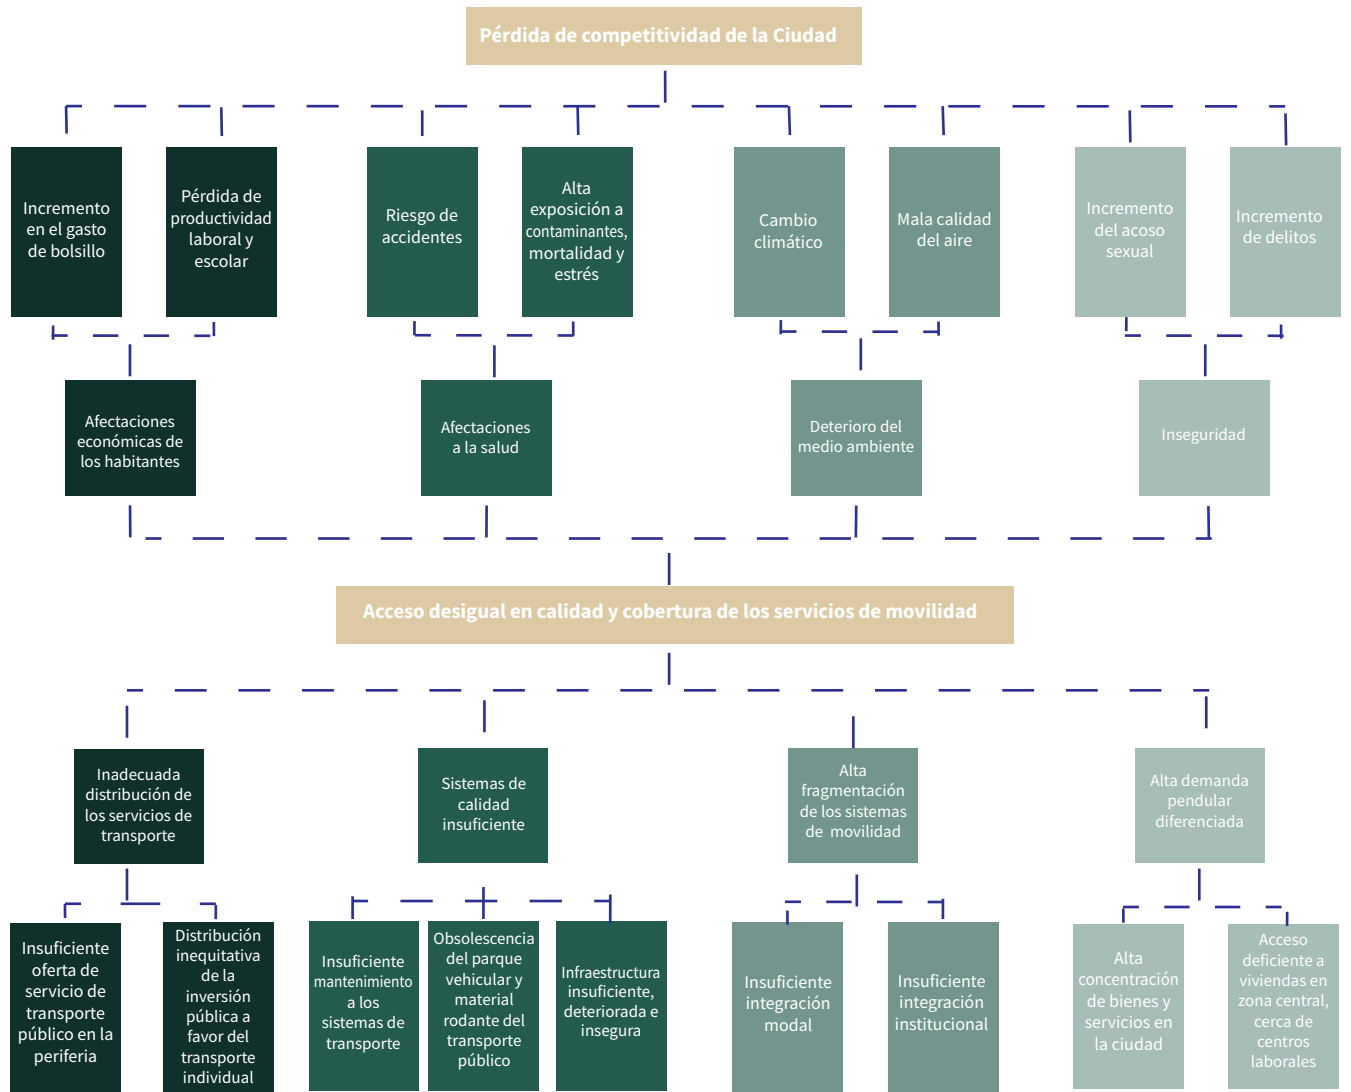 Pérdida de competitividad de la Ciudad
Incremento
en el gasto
de bolsillo
Pérdida de
productividad
laboral y
escolar
Riesgo de
accidentes
Alta
exposición a
contaminantes,
mortalidad y
estrés
Cambio
climático
Mala calidad
del aire
Incremento
del acoso
sexual
Incremento
de delitos
Afectaciones
económicas de
los habitantes
Afectaciones
a la salud
Deterioro del
medio ambiente
Inseguridad
Acceso desigual en calidad y cobertura de los servicios de movilidad
Inadecuada
distribución de
los servicios de
transporte
Sistemas de
calidad
insuficiente
Alta
fragmentación
de los sistemas
de movilidad
Alta demanda
pendular
diferenciada
Insuficiente
oferta de
servicio de
transporte
público en la
periferia
Distribución
inequitativa
de la
inversión
pública a
favor del
transporte
individual
Insuficiente
mantenimiento
a los
sistemas de
transporte
Obsolescencia
del parque
vehicular y
material
rodante del
transporte
público
Infraestructura
insuficiente,
deteriorada e
insegura
Insuficiente
integración
modal
Insuficiente
integración
institucional
Alta
concentración
de bienes y
servicios en
la ciudad
Acceso
deficiente a
viviendas en
zona central,
cerca de
centros
laborales